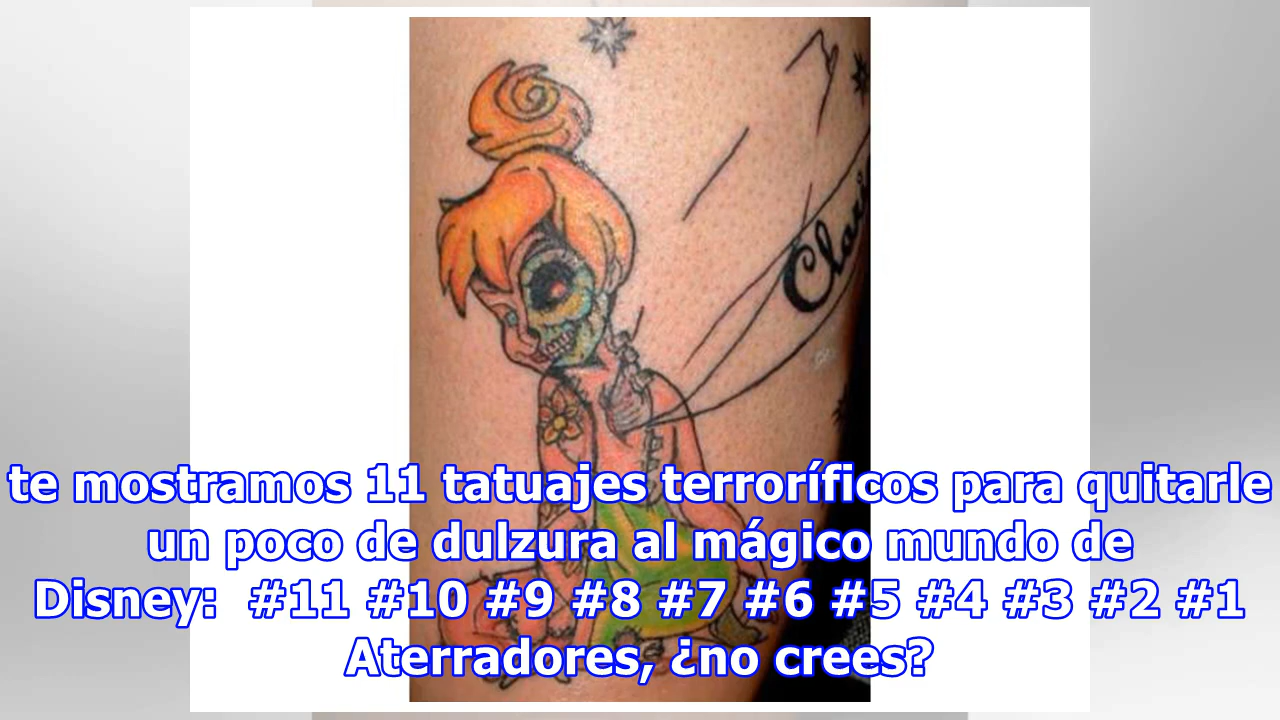 Clau
te mostramos 11 tatuajes terroríficos para quitarle
un poco de dulzura al mágico mundo de
Disney:  #11 #10 #9 #8 #7 #6 #5 #4 #3 #2 #1
Aterradores, ¿no crees?